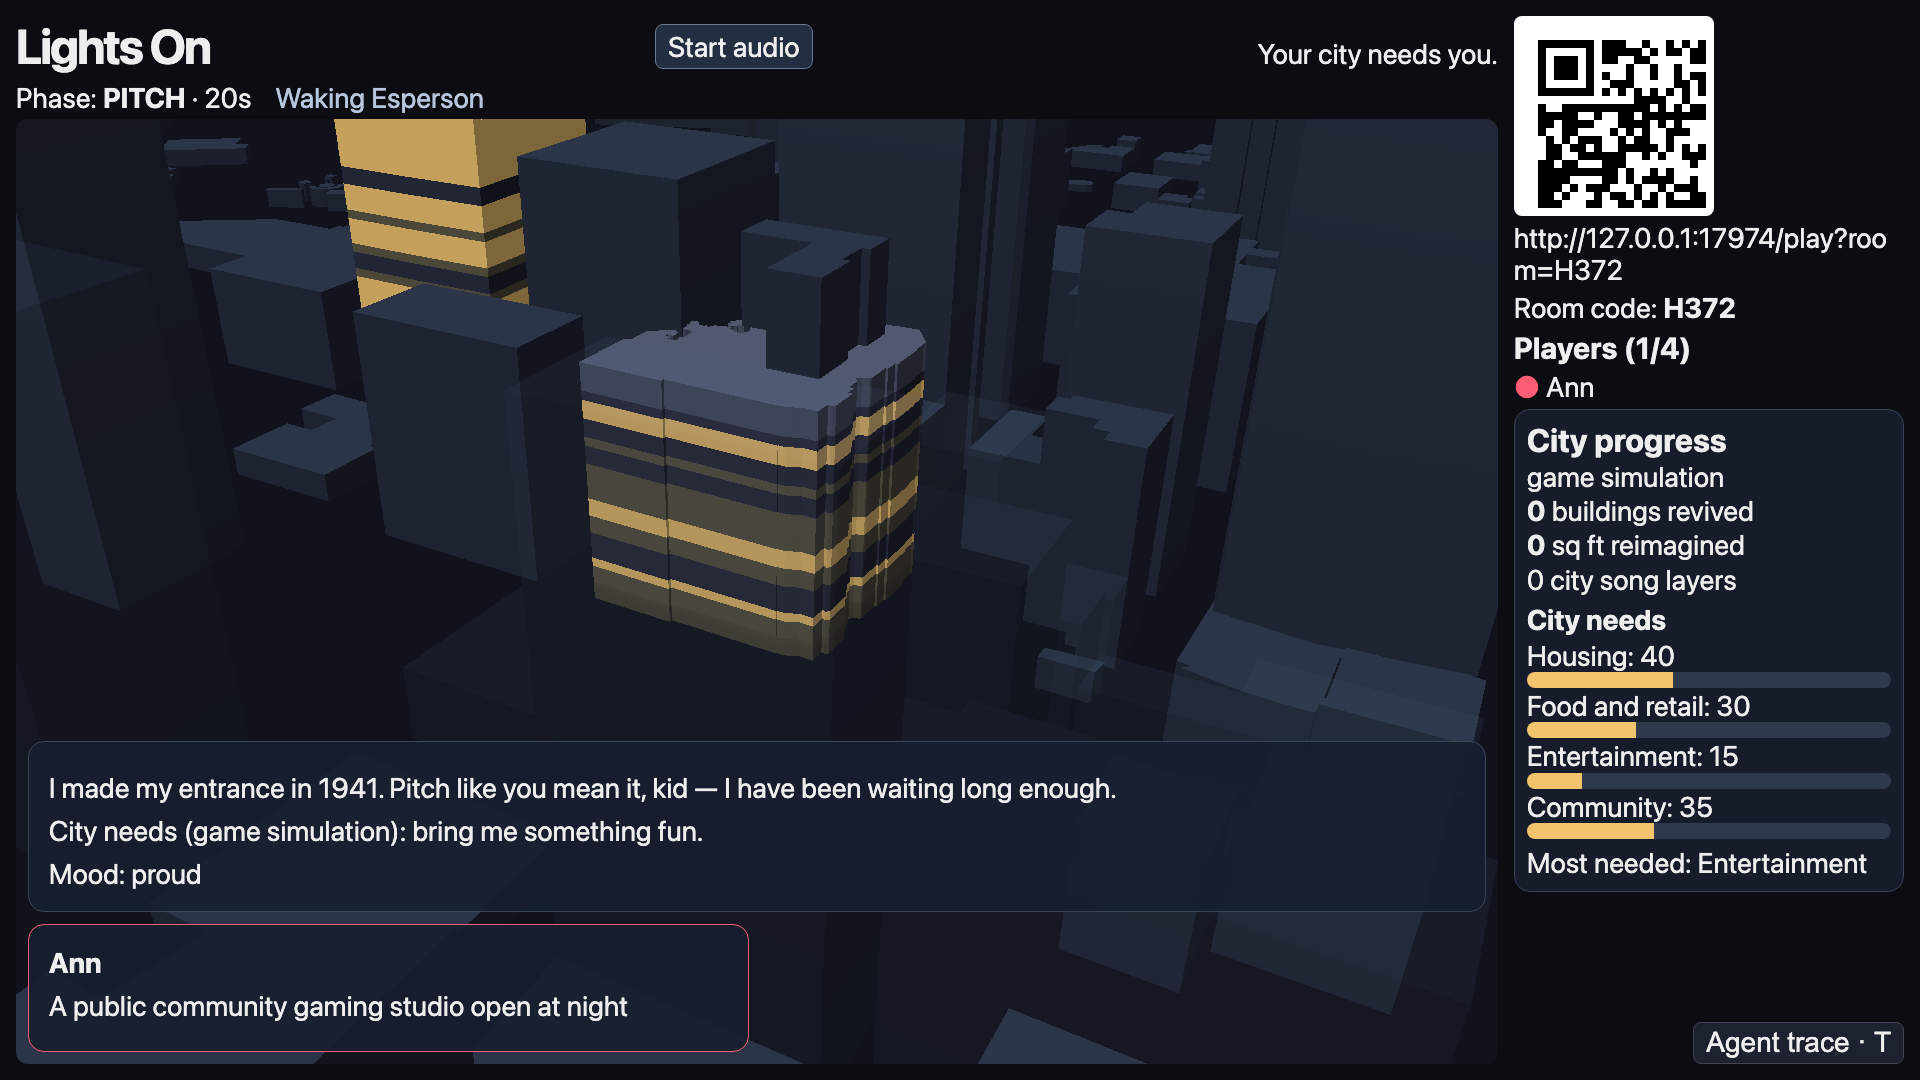 Lights On
Start audio
Your city needs you.
Phase: PITCH · 20s Waking Esperson
http://127.0.0.1:17974/play?roo
m=H372
Room code: H372
Players (1/4)
Ann
City progress
game simulation
0 buildings revived
0 sq ft reimagined
0 city song layers
City needs
Housing: 40
Food and retail: 30
Entertainment: 15
Community: 35
Most needed: Entertainment
I made my entrance in 1941. Pitch like you mean it, kid — I have been waiting long enough.
City needs (game simulation): bring me something fun.
Mood: proud
Ann
A public community gaming studio open at night
Agent trace · T